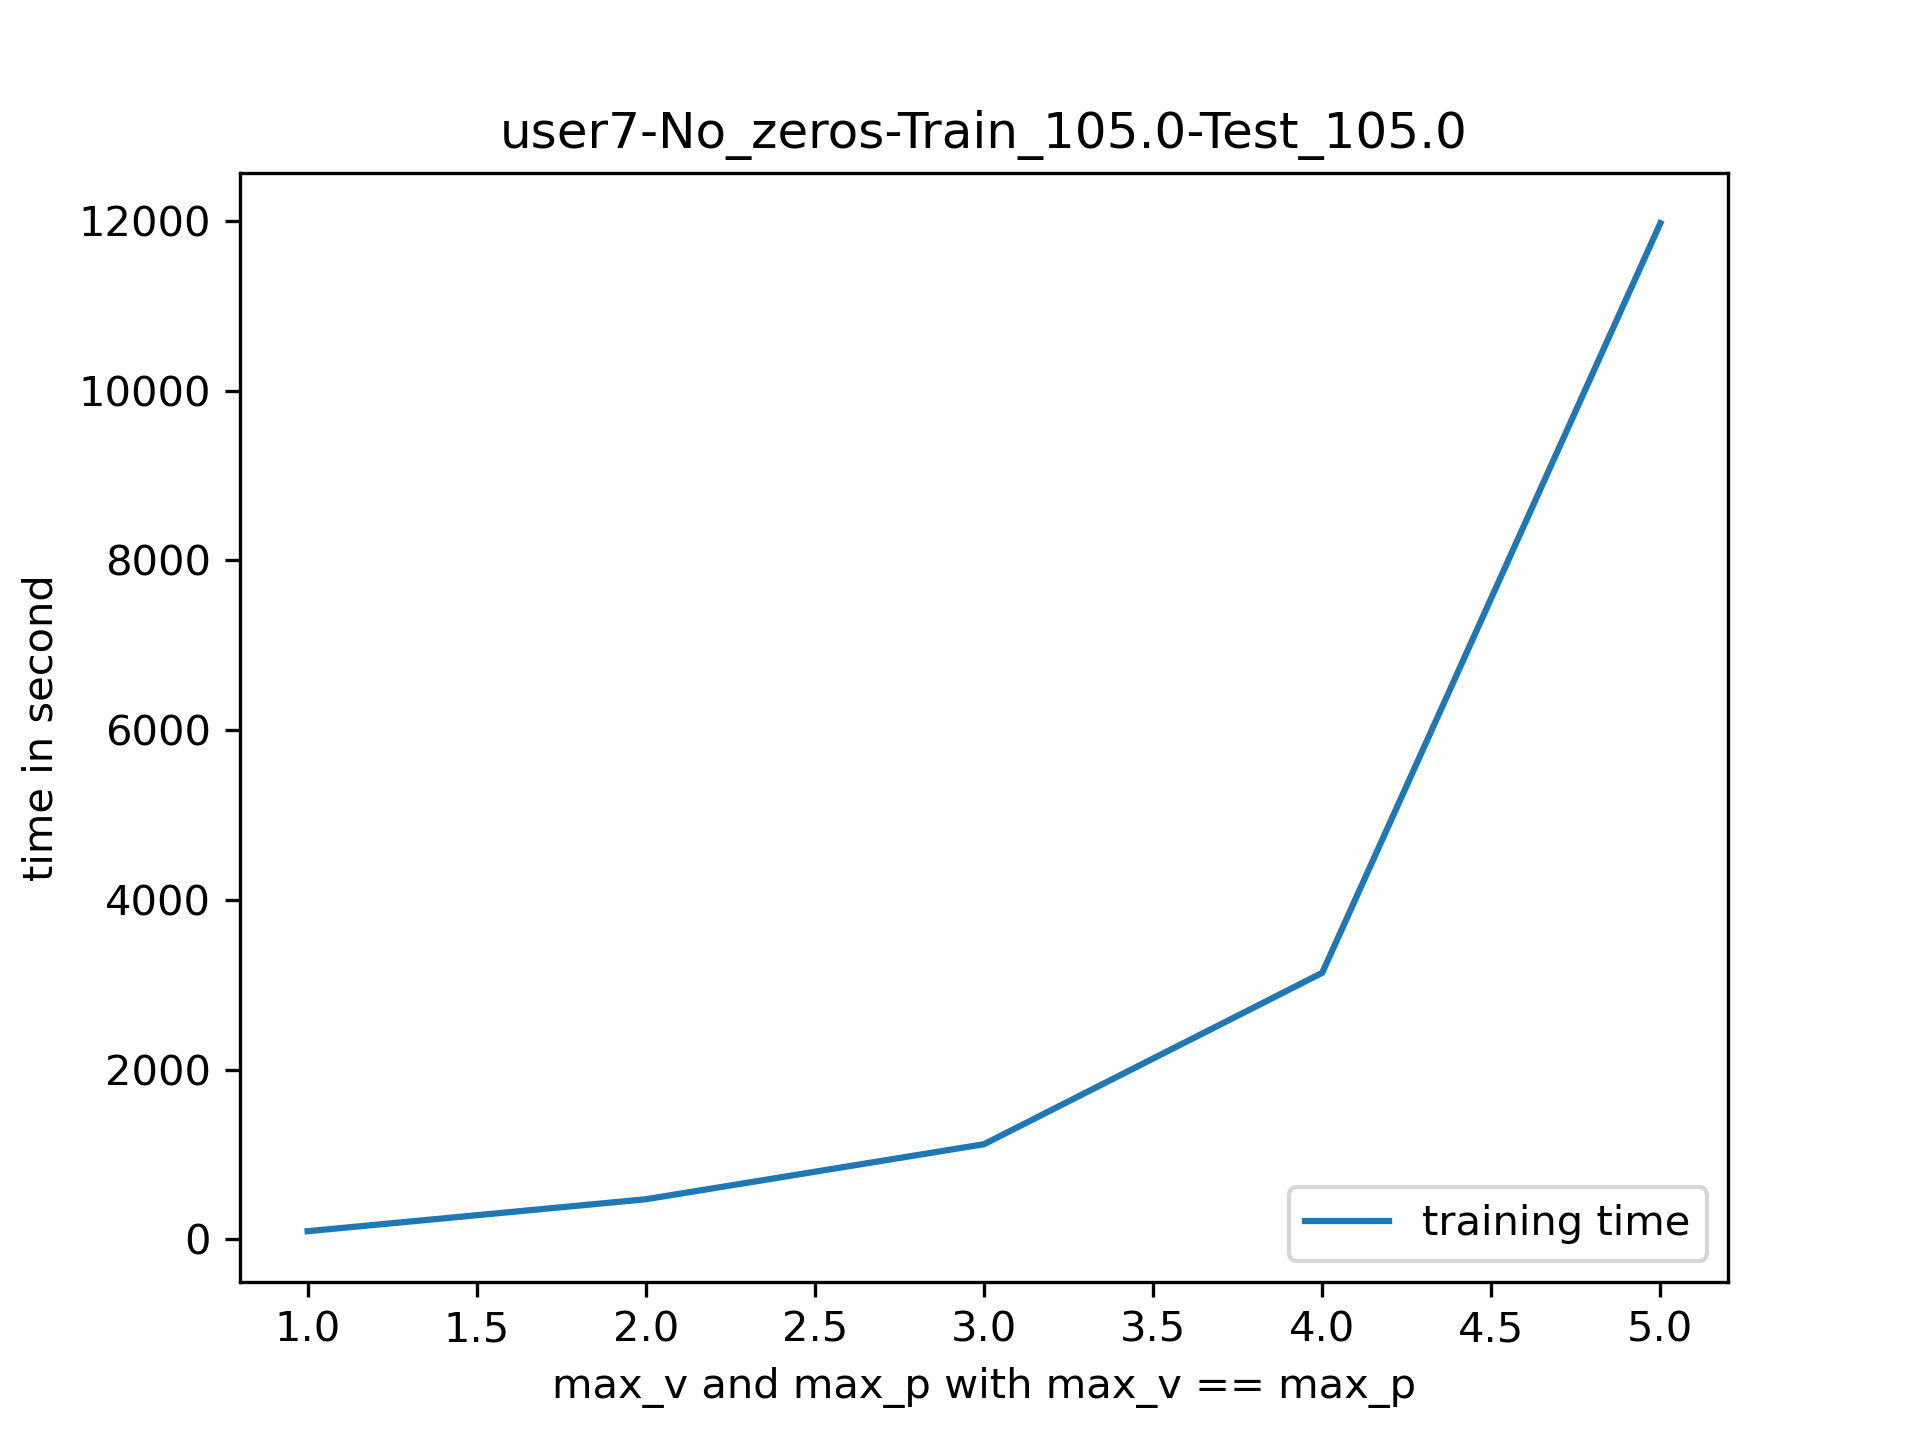 user7-No_zeros-Train_105.0-Test_105.0
12000
10000
8000
6000
4000
2000
0
time in second
training time
1.0 1.5 2.0 2.5 3.0 3.5 4.0 4.5 5.0
max_v and max_p with max_v == max_p